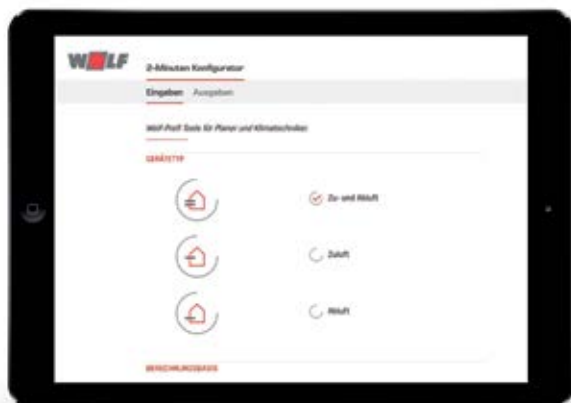 WOLF
2-Minuten Konfigurator
Eingaben Ausgaben
Wolf-Profi Tools für Planer und Klimatechniker
GERÄTETYP
Zu- und Abluft
Zuluft
Abluft
BERECHNUNGSBASIS